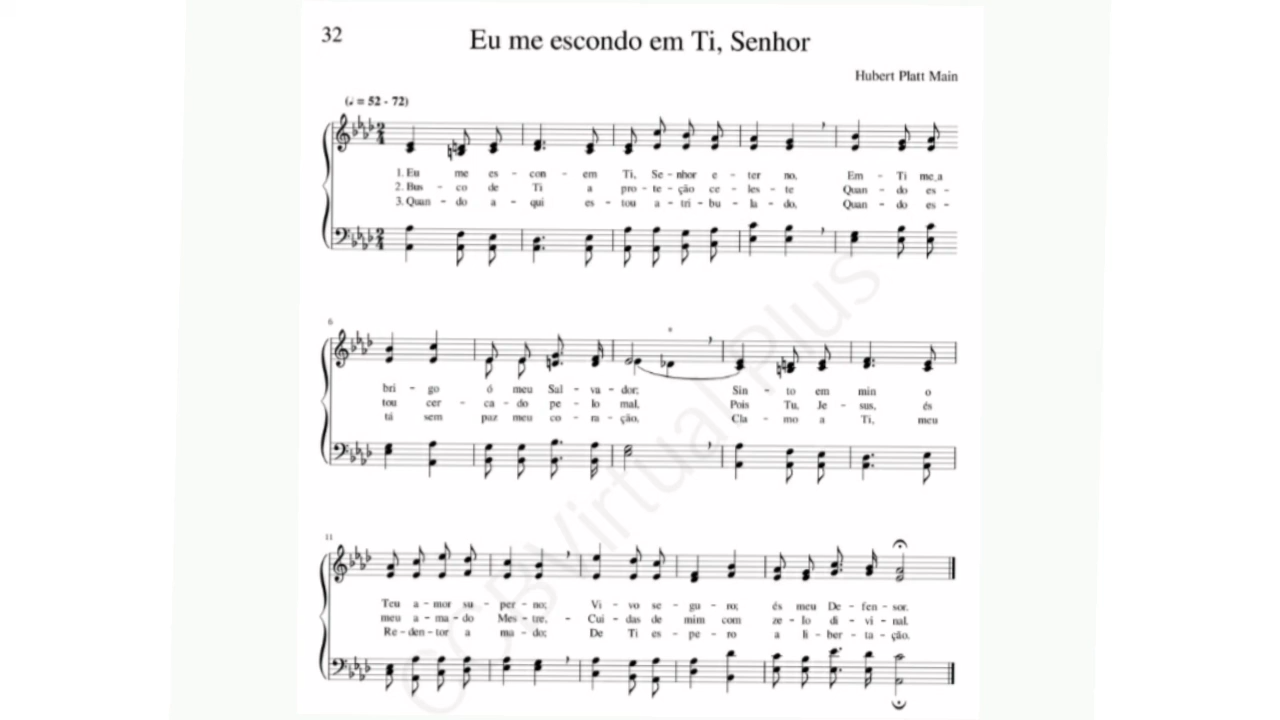 32
Eu me escondo em Ti, Senhor
Hubert Platt Main
(♩ = 52 - 72)
1. Eu me es - con - em Ti, Se - nhor e - ter no,    Em - Ti me a
2. Bus - co de Ti a pro - te - ção ce - les - te    Quan - do es -
3. Quan - do a - qui es - tou a - tri - bu - la - do,    Quan - do es -
6
bri - go ó meu Sal - va - dor;    Sin - to em min o
tou cer - ca - do pe - lo mal,    Pois Tu, Je - sus, és
tá sem paz meu co - ra - ção,    Cla - mo a Ti, meu
11
Teu a - mor su - per - no;    Vi - vo se - gu - ro; és meu De - fen - sor.
meu a - ma - do Mes - tre, - Cui - das de mim com ze - lo di - vi - nal.
Re - den - tor a ma - do;    De Ti es - pe - ro a li - ber - ta - ção.
CCBVirtual Plus